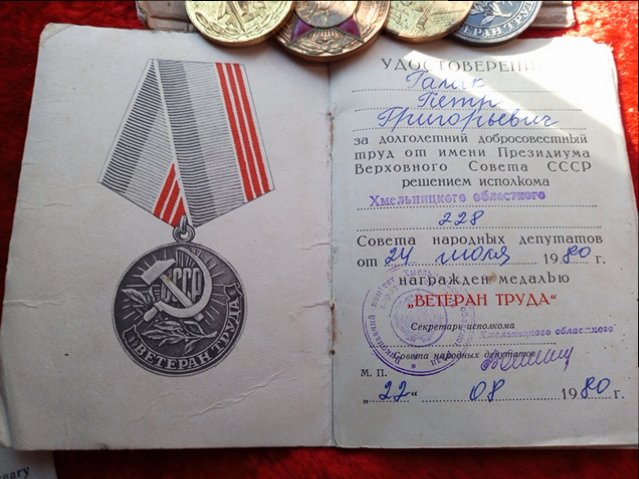 СССР
ВЕТЕРАН ТРУДА
УДОСТОВЕРЕНИЕ
Петр
Григорьевич
за долголетний добросовестный
труд от имени Президиума
Верховного Совета СССР
решением исполкома
Хмельницкого областного
228
Совета народных депутатов
от 24 июля 1980 г.
награжден медалью
„ВЕТЕРАН ТРУДА“
Секретарь исполкома
Хмельницкого областного
Совета народных депутатов
М. П.
„22“ 08 1980 г.